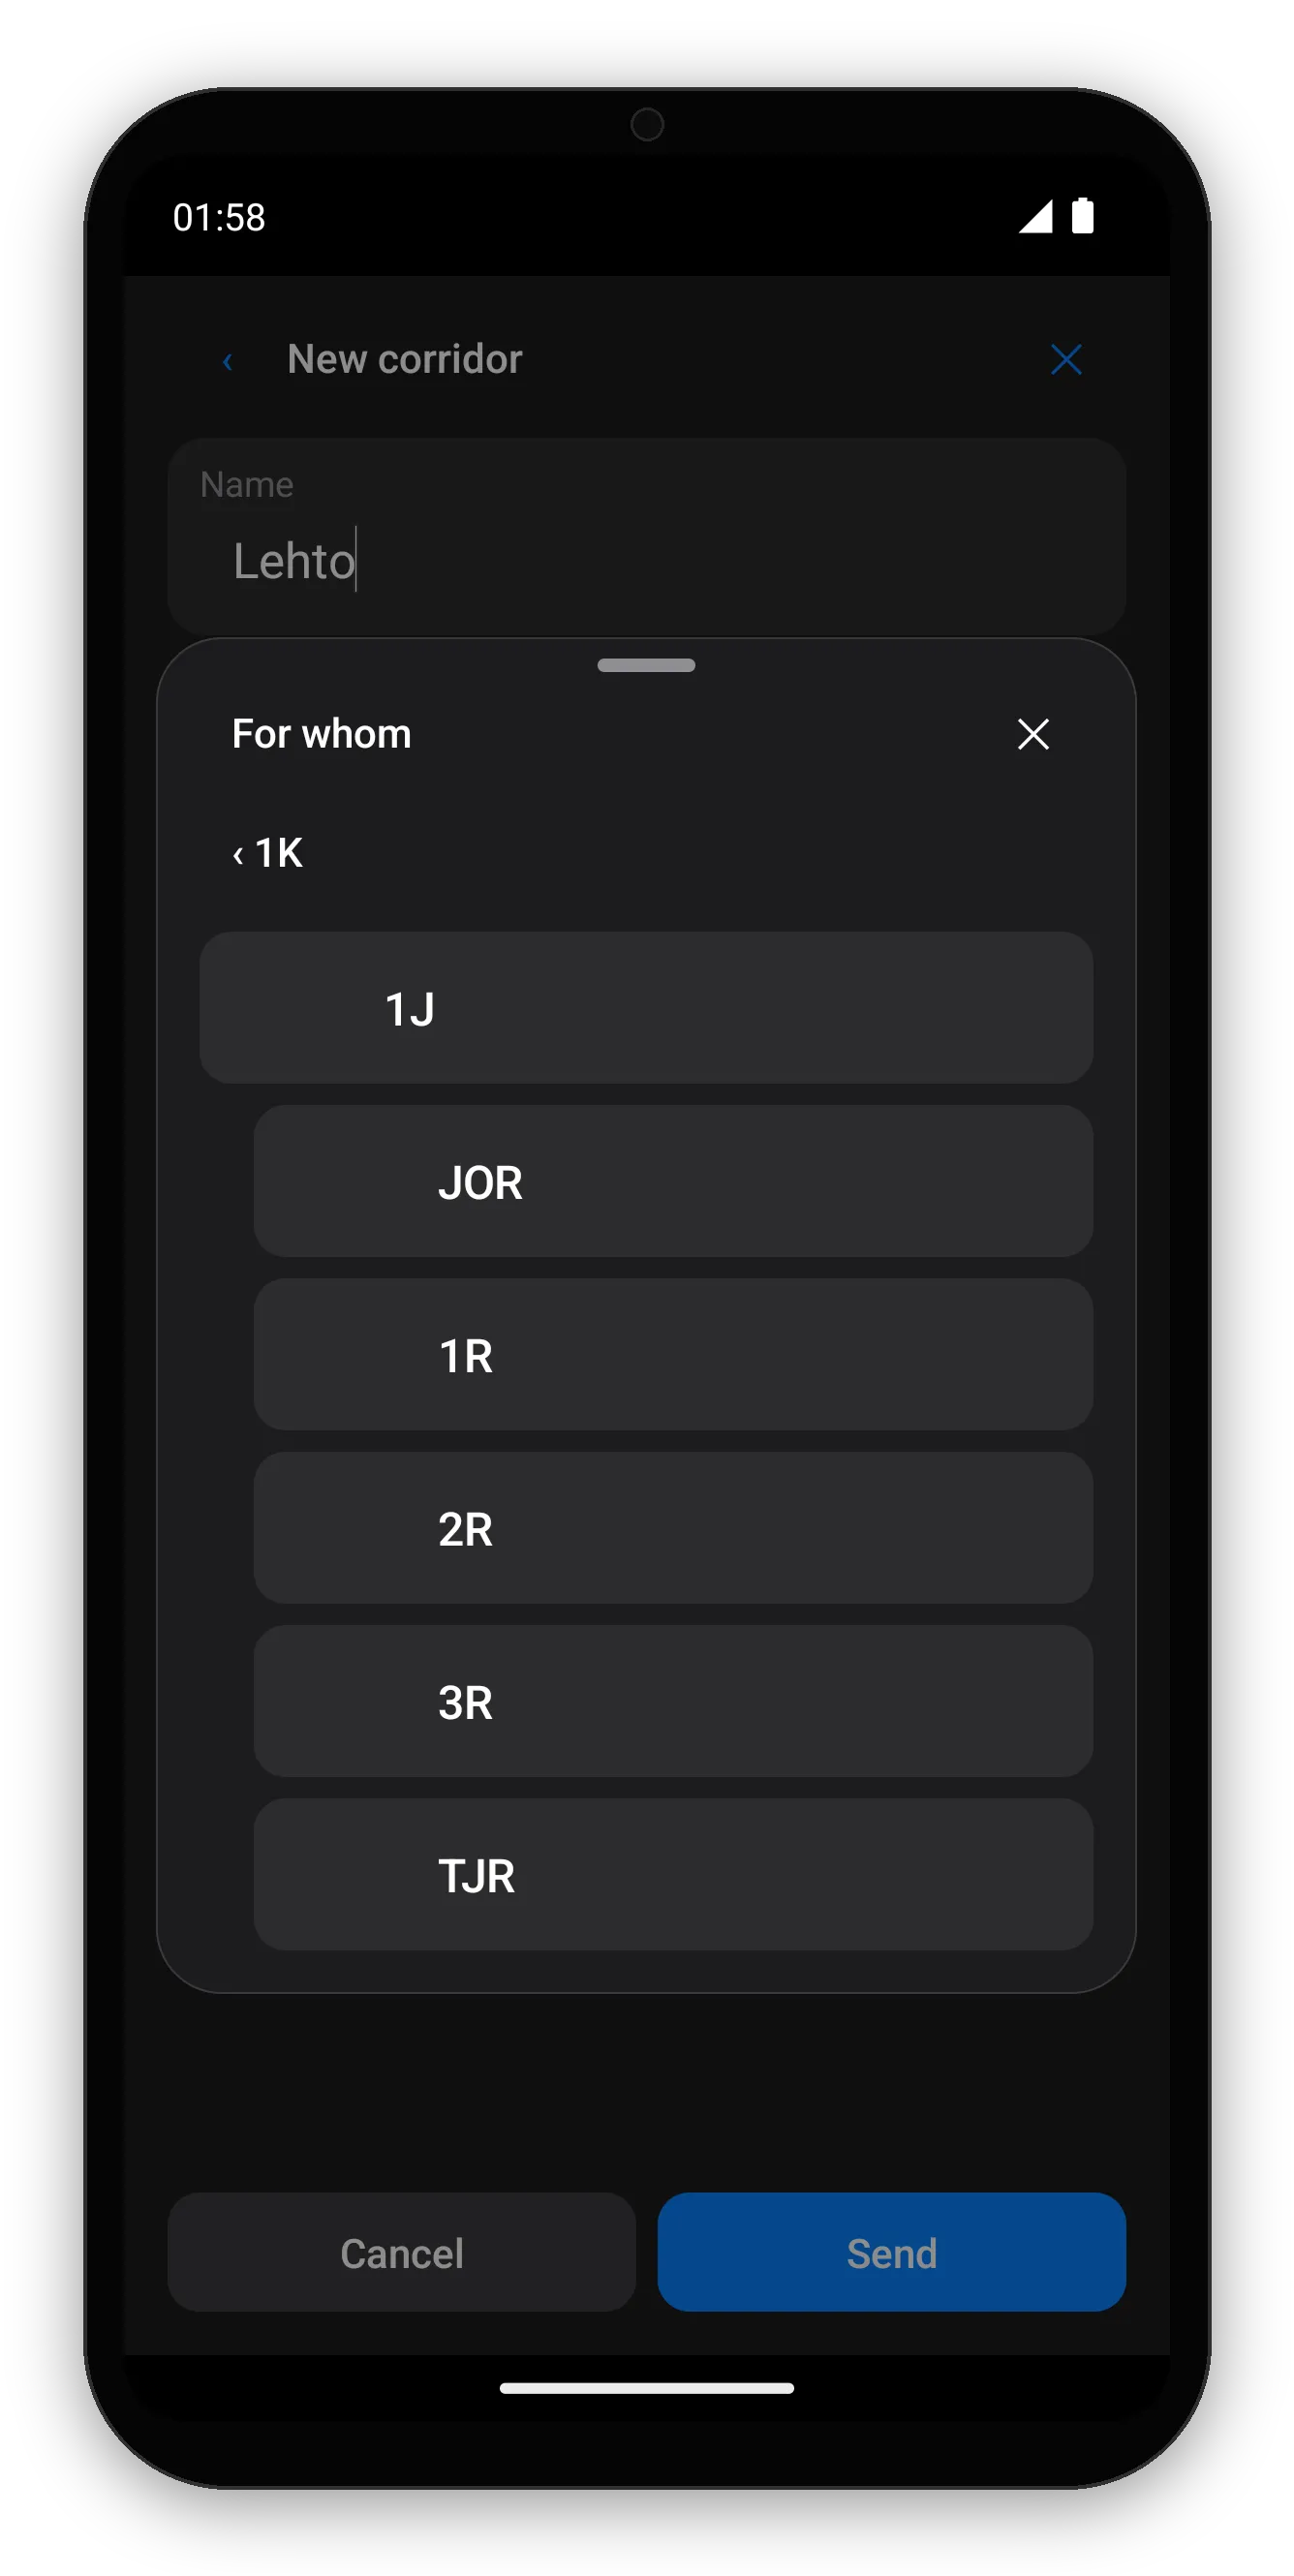 01:58
‹ New corridor
Name
Lehto
For whom
‹ 1K
1J
JOR
1R
2R
3R
TJR
Cancel
Send